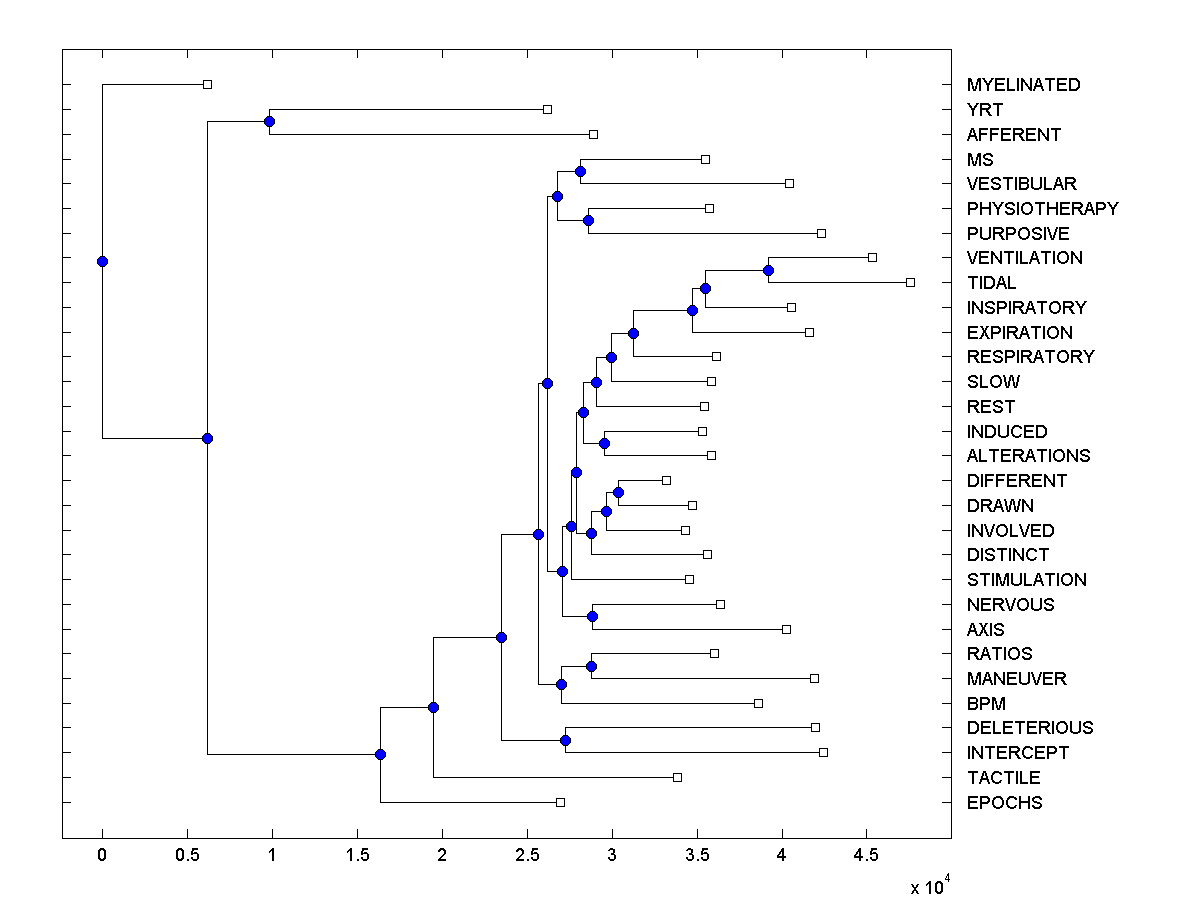 MYELINATED
YRT
AFFERENT
MS
VESTIBULAR
PHYSIOTHERAPY
PURPOSIVE
VENTILATION
TIDAL
INSPIRATORY
EXPIRATION
RESPIRATORY
SLOW
REST
INDUCED
ALTERATIONS
DIFFERENT
DRAWN
INVOLVED
DISTINCT
STIMULATION
NERVOUS
AXIS
RATIOS
MANEUVER
BPM
DELETERIOUS
INTERCEPT
TACTILE
EPOCHS
0 0.5 1 1.5 2 2.5 3 3.5 4 4.5
x 10^4